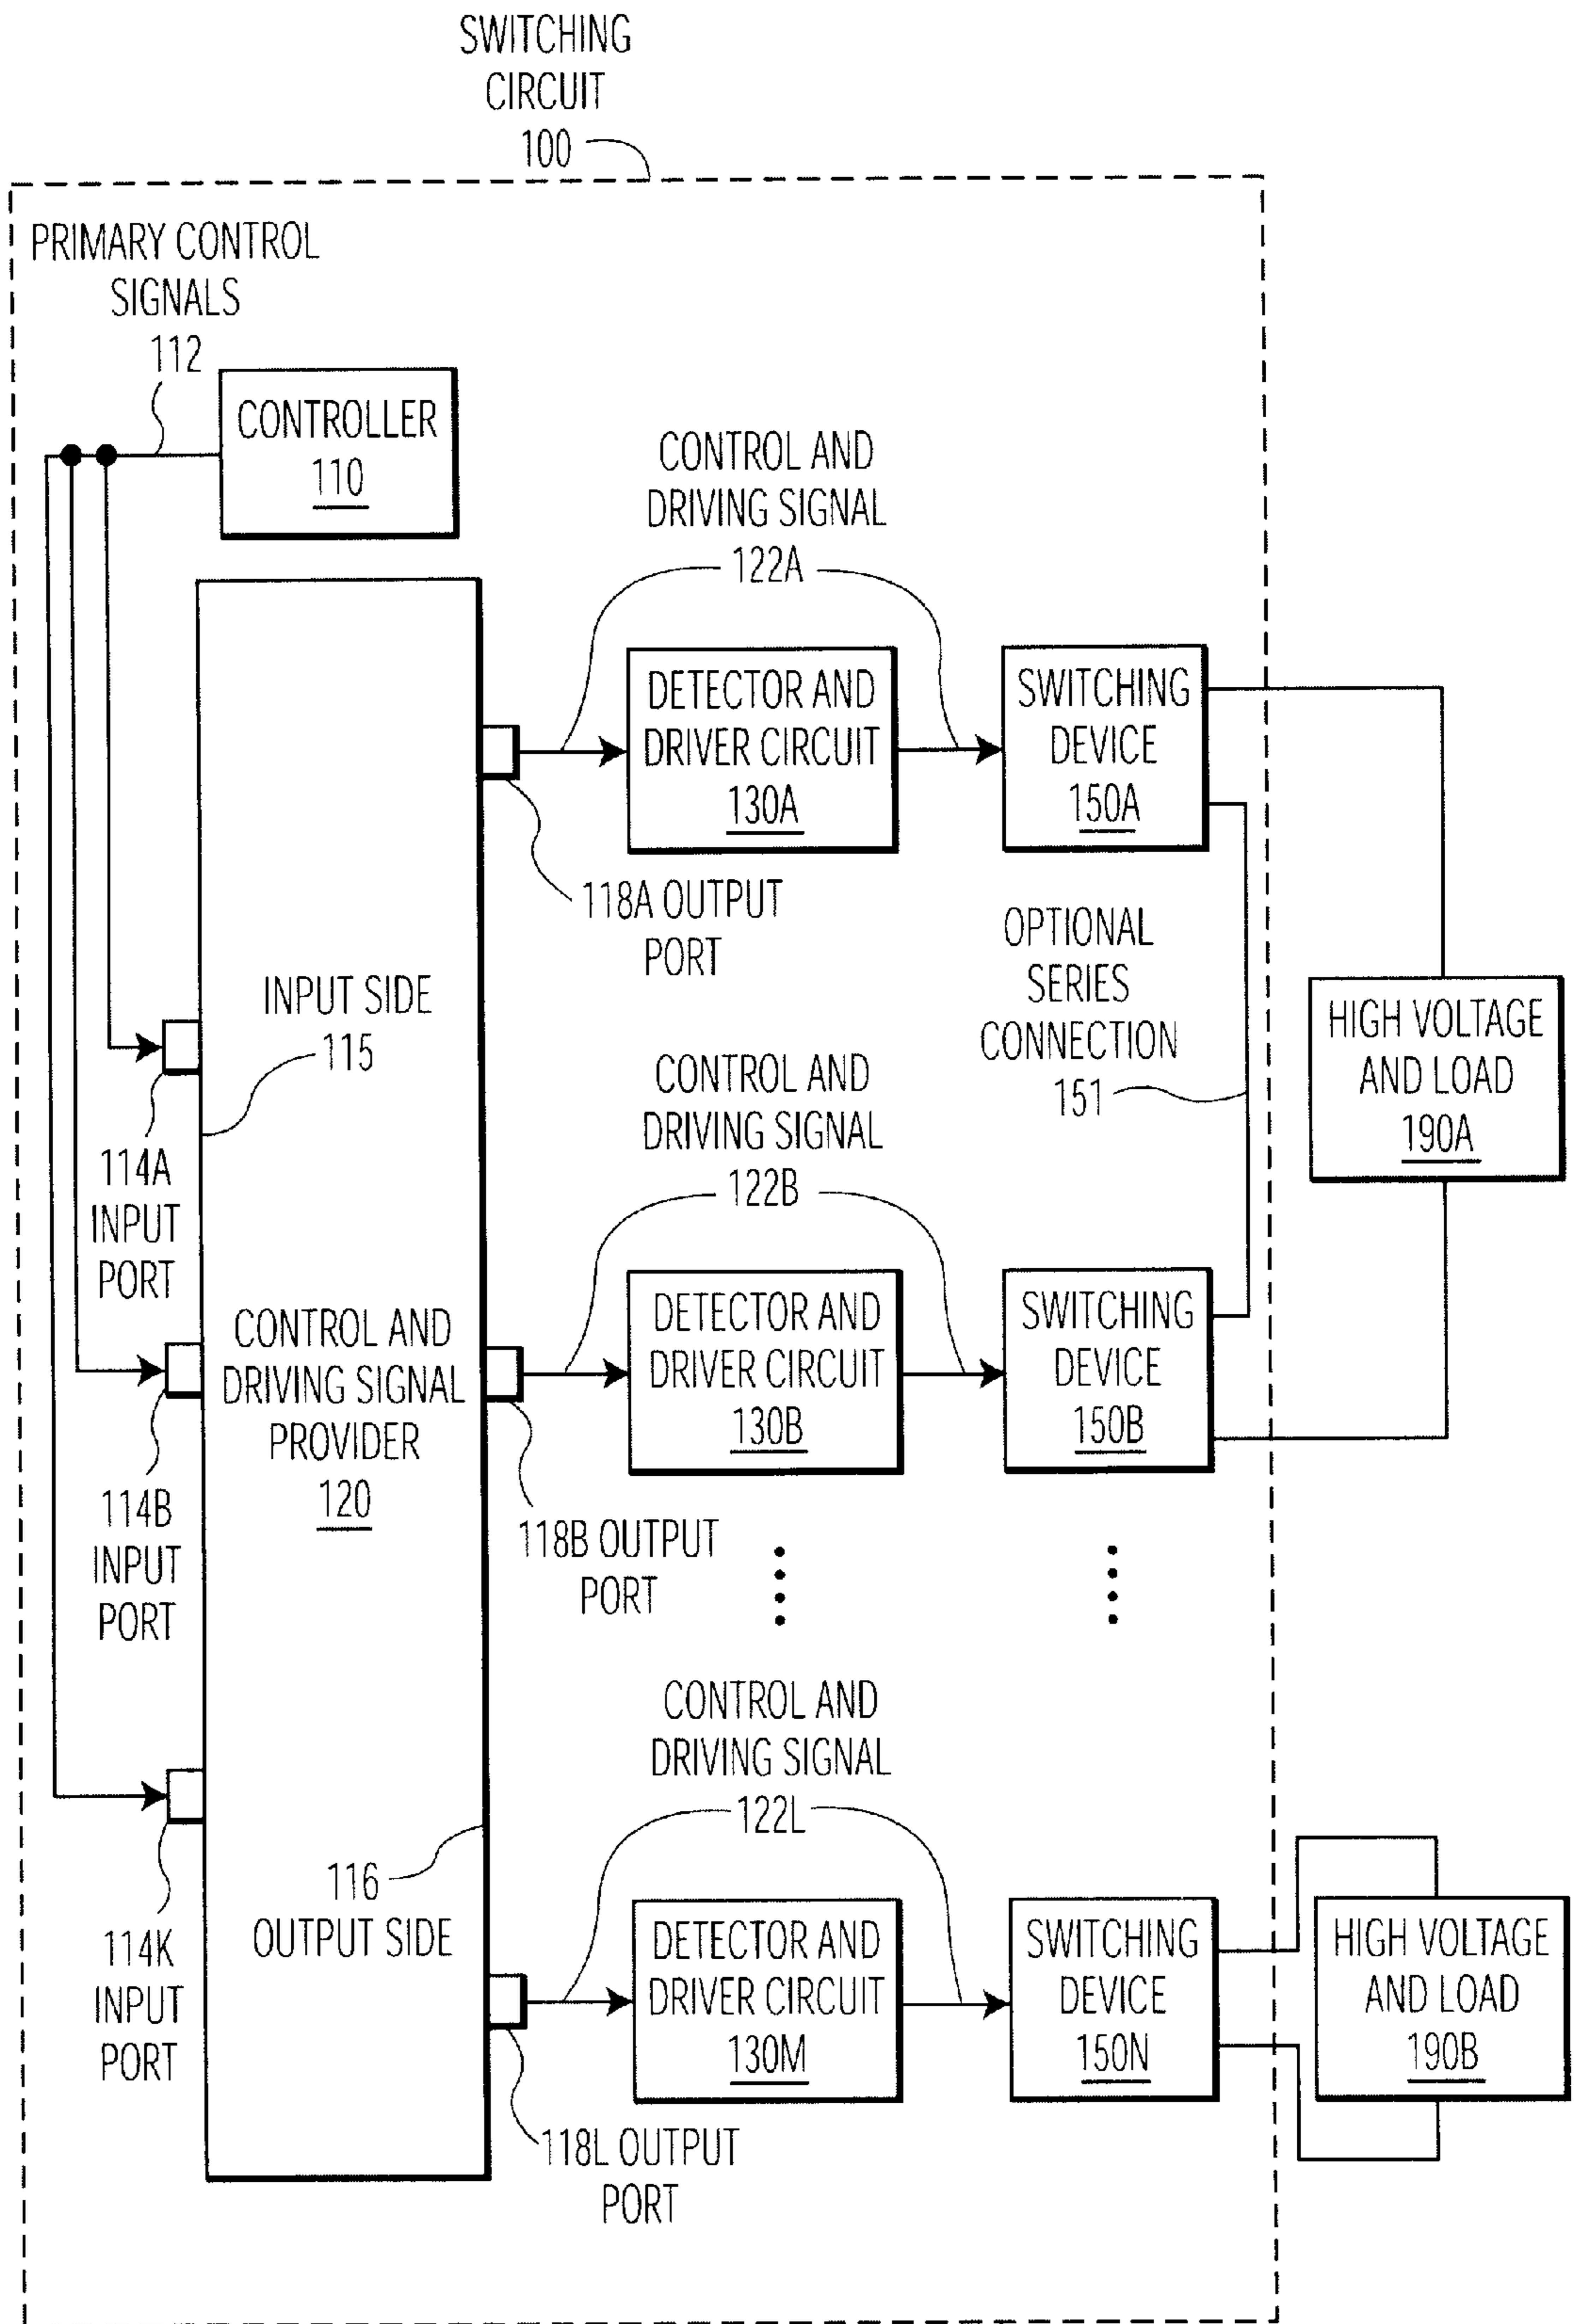 SWITCHING
CIRCUIT
100
PRIMARY CONTROL
SIGNALS
112
CONTROLLER
110
CONTROL AND
DRIVING SIGNAL
122A
DETECTOR AND
DRIVER CIRCUIT
130A
SWITCHING
DEVICE
150A
118A OUTPUT
PORT
OPTIONAL
SERIES
CONNECTION
151
HIGH VOLTAGE
AND LOAD
190A
INPUT SIDE
115
114A
INPUT
PORT
CONTROL AND
DRIVING SIGNAL
122B
CONTROL AND
DRIVING SIGNAL
PROVIDER
120
DETECTOR AND
DRIVER CIRCUIT
130B
SWITCHING
DEVICE
150B
114B
INPUT
PORT
118B OUTPUT
PORT
CONTROL AND
DRIVING SIGNAL
122L
116
OUTPUT SIDE
114K
INPUT
PORT
DETECTOR AND
DRIVER CIRCUIT
130M
SWITCHING
DEVICE
150N
HIGH VOLTAGE
AND LOAD
190B
118L OUTPUT
PORT